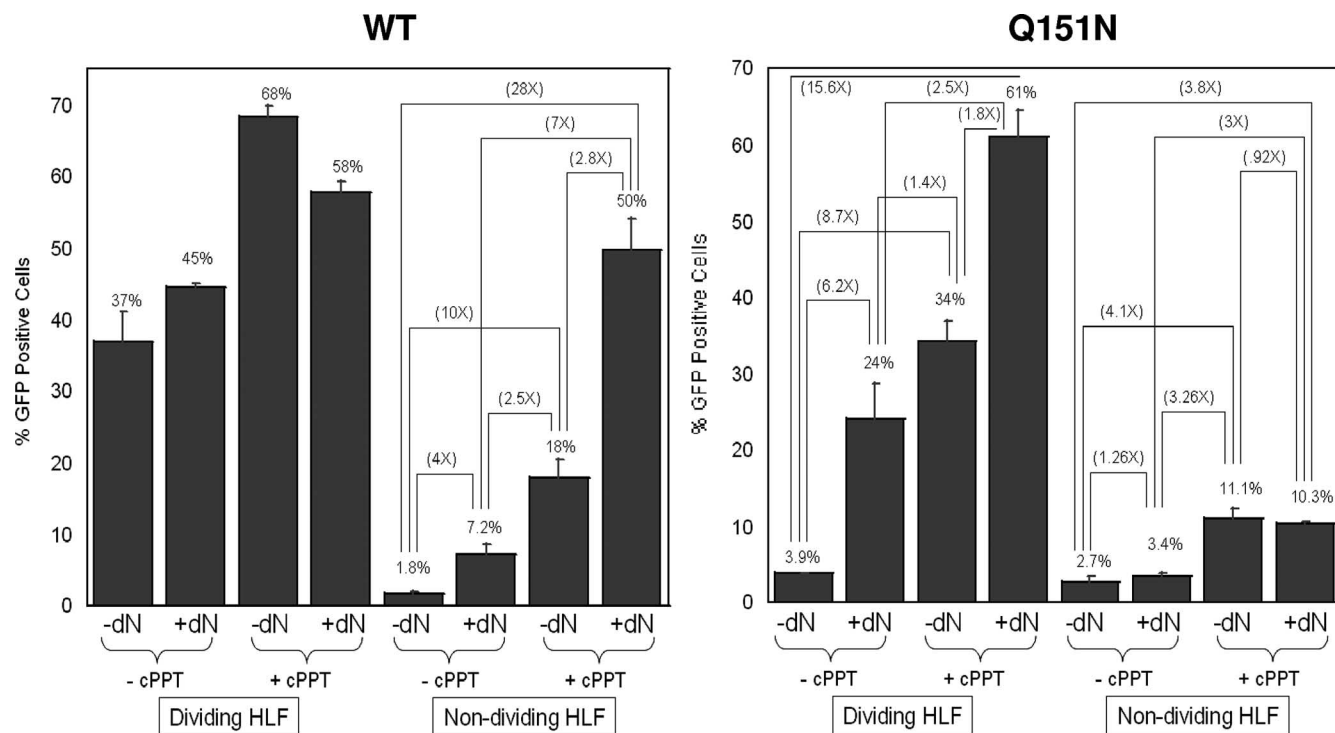 WT
% GFP Positive Cells
70
60
50
40
30
20
10
0
37%
45%
68%
58%
1.8%
7.2%
18%
50%
(28X)
(7X)
(2.8X)
(10X)
(2.5X)
(4X)
-dN +dN -dN +dN -dN +dN -dN +dN
- cPPT + cPPT - cPPT + cPPT
Dividing HLF Non-dividing HLF
Q151N
% GFP Positive Cells
70
60
50
40
30
20
10
0
3.9%
24%
34%
61%
2.7%
3.4%
11.1%
10.3%
(15.6X)
(2.5X)
(1.8X)
(1.4X)
(8.7X)
(6.2X)
(3.8X)
(3X)
(.92X)
(4.1X)
(3.26X)
(1.26X)
-dN +dN -dN +dN -dN +dN -dN +dN
- cPPT + cPPT - cPPT + cPPT
Dividing HLF Non-dividing HLF